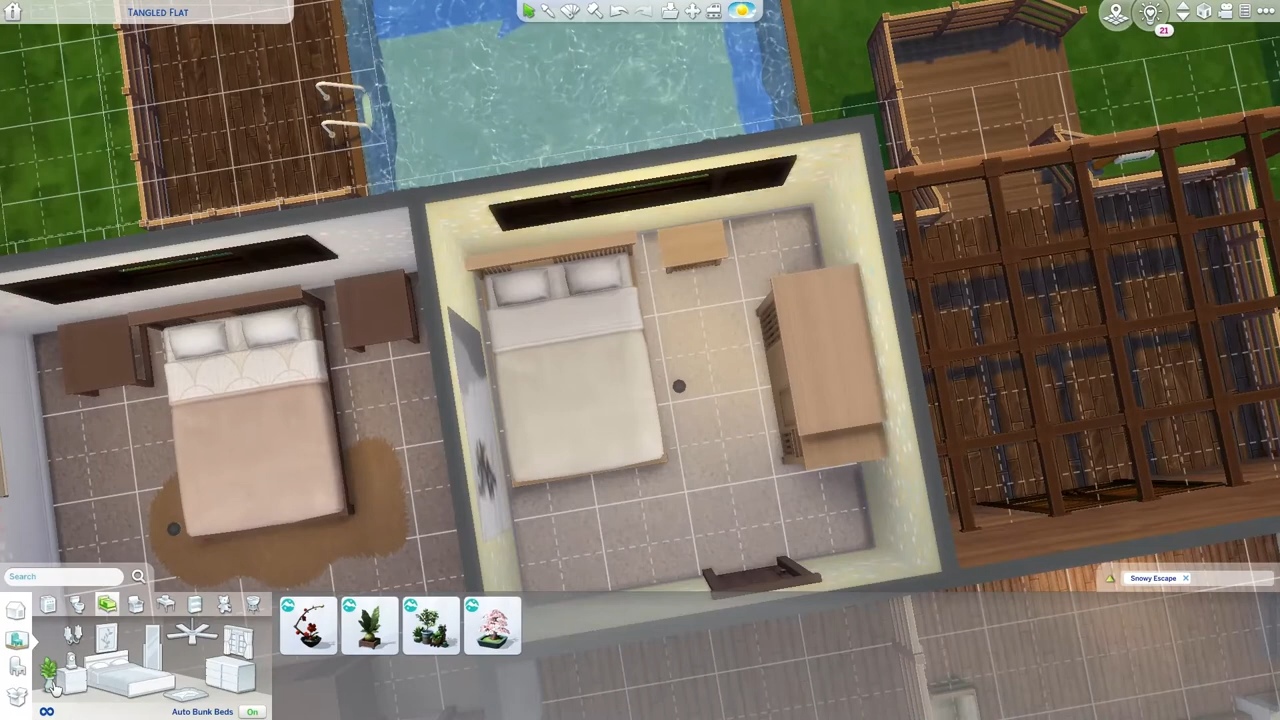 TANGLED FLAT
21
Search
Snowy Escape
Auto Bunk Beds
On